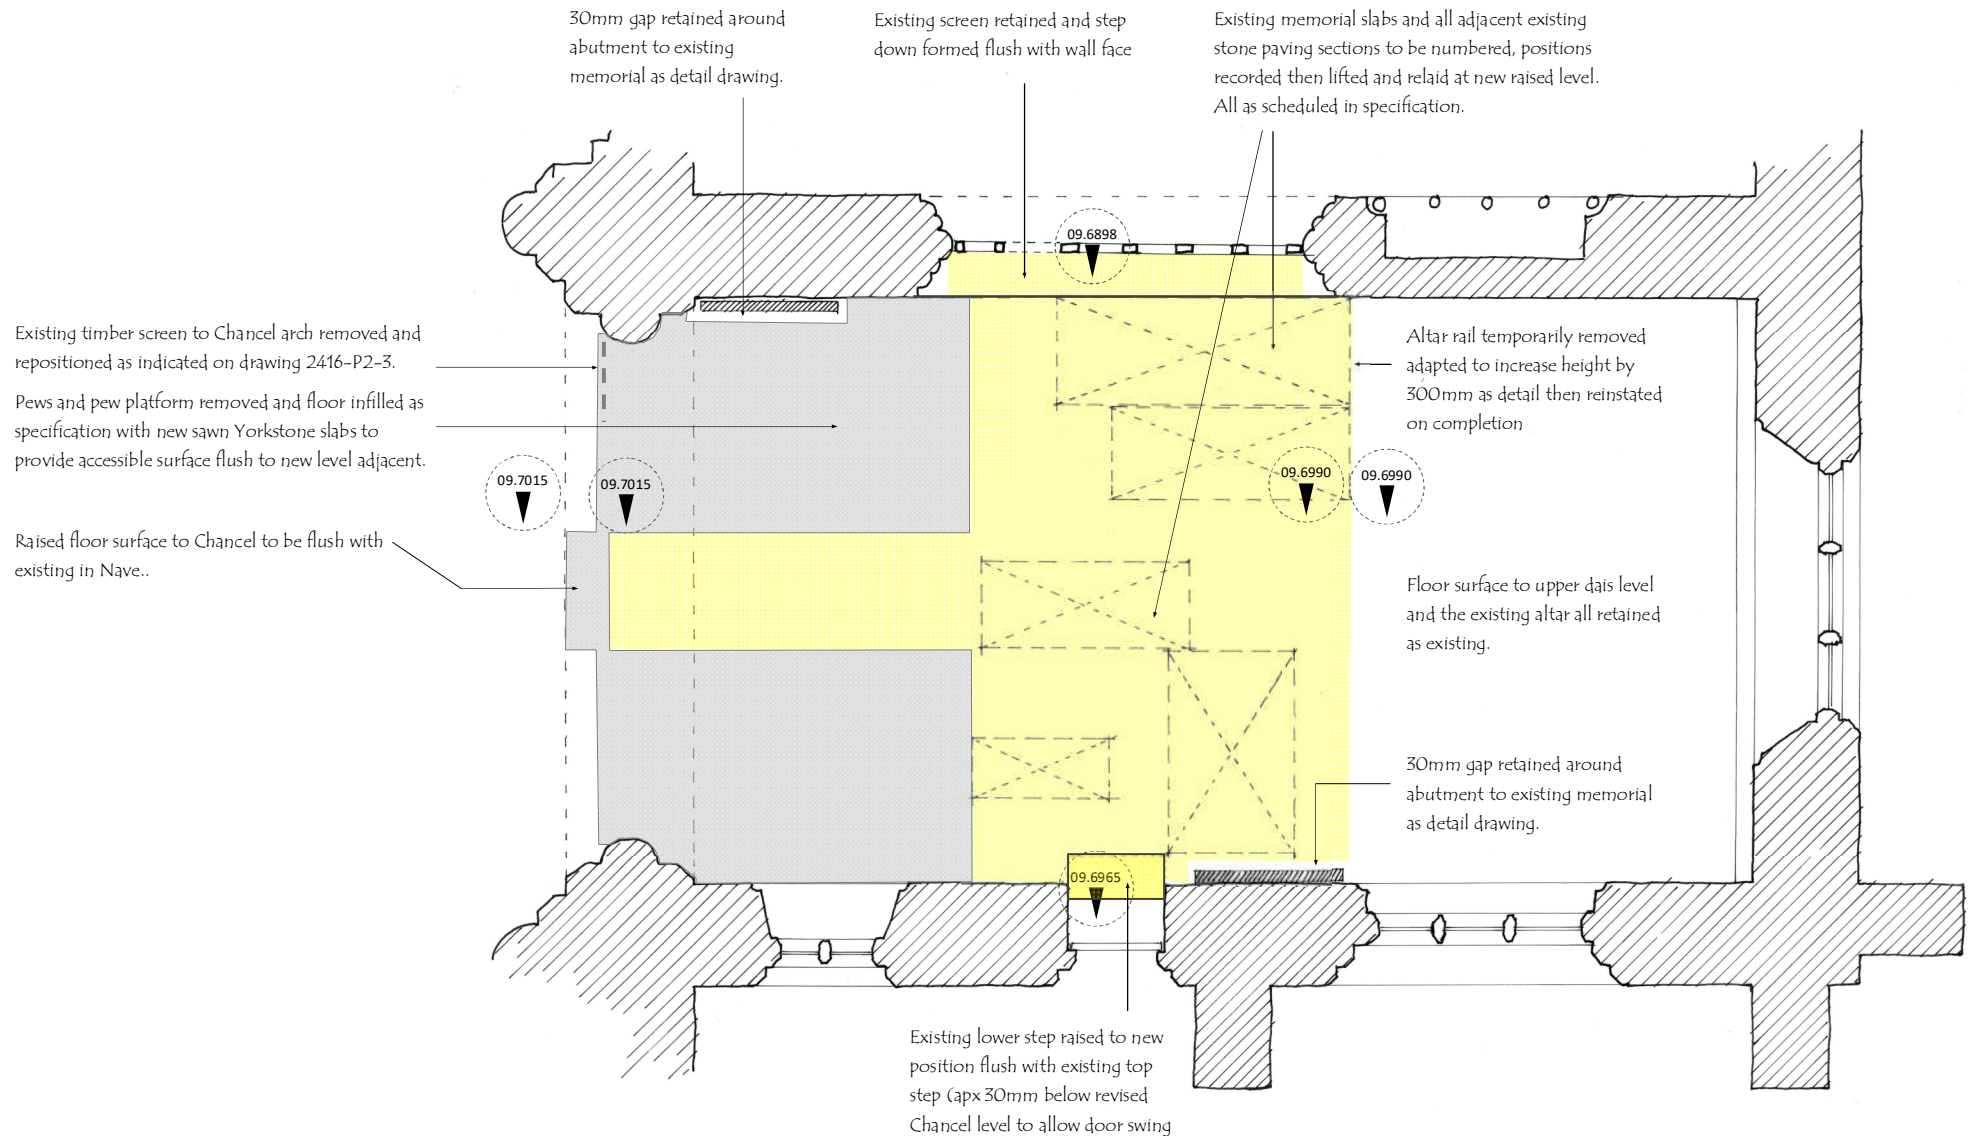 30mm gap retained around
abutment to existing
memorial as detail drawing.
Existing screen retained and step
down formed flush with wall face
Existing memorial slabs and all adjacent existing
stone paving sections to be numbered, positions
recorded then lifted and relaid at new raised level.
All as scheduled in specification.
09.6898
Existing timber screen to Chancel arch removed and
repositioned as indicated on drawing 2416-P2-3.
Pews and pew platform removed and floor infilled as
specification with new sawn Yorkstone slabs to
provide accessible surface flush to new level adjacent.
Altar rail temporarily removed
adapted to increase height by
300mm as detail then reinstated
on completion
09.7015
09.7015
09.6990
09.6990
Raised floor surface to Chancel to be flush with
existing in Nave..
Floor surface to upper dais level
and the existing altar all retained
as existing.
30mm gap retained around
abutment to existing memorial
as detail drawing.
09.6965
Existing lower step raised to new
position flush with existing top
step (apx 30mm below revised
Chancel level to allow door swing